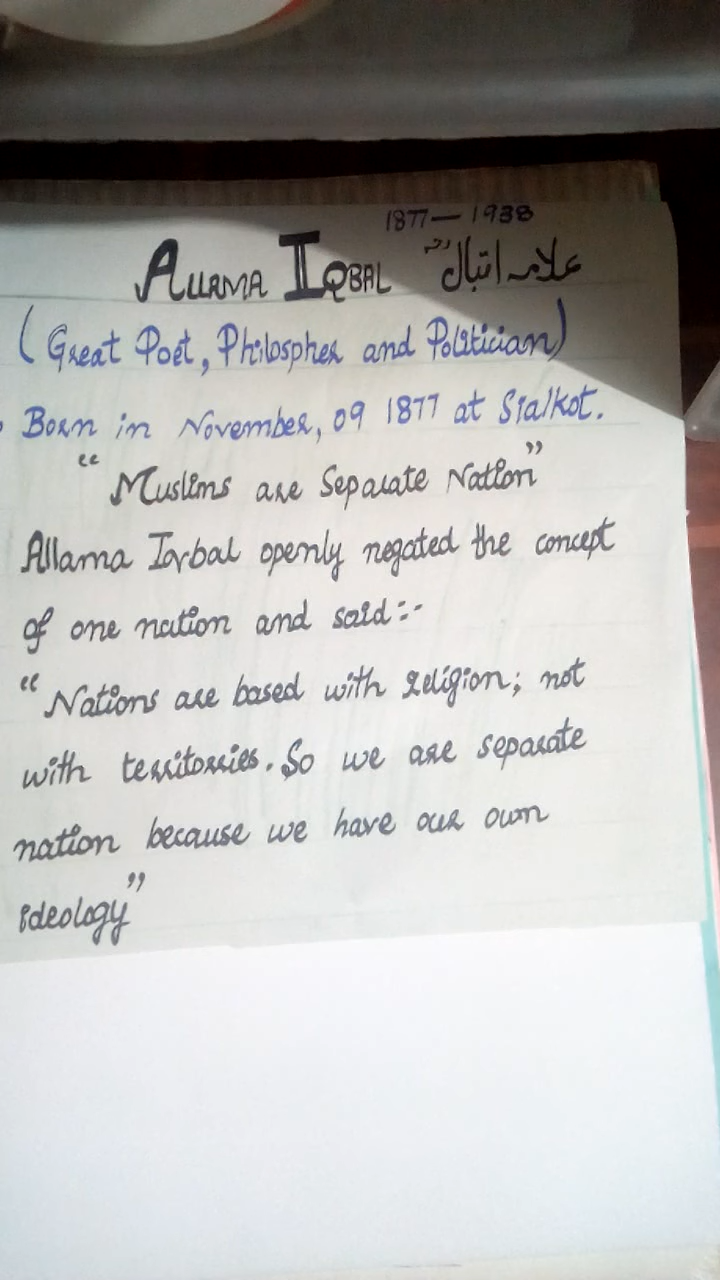 1877 — 1938
ALLAMA IQBAL علامہ اقبالؒ
(Great Poet, Philospher and Politician)
Born in November, 09 1877 at Sialkot.
“Muslims are Separate Nation”
Allama Iqbal openly negated the concept
of one nation and said:-
“Nations are based with religion; not
with territorries. So we are separate
nation because we have our own
ideology”